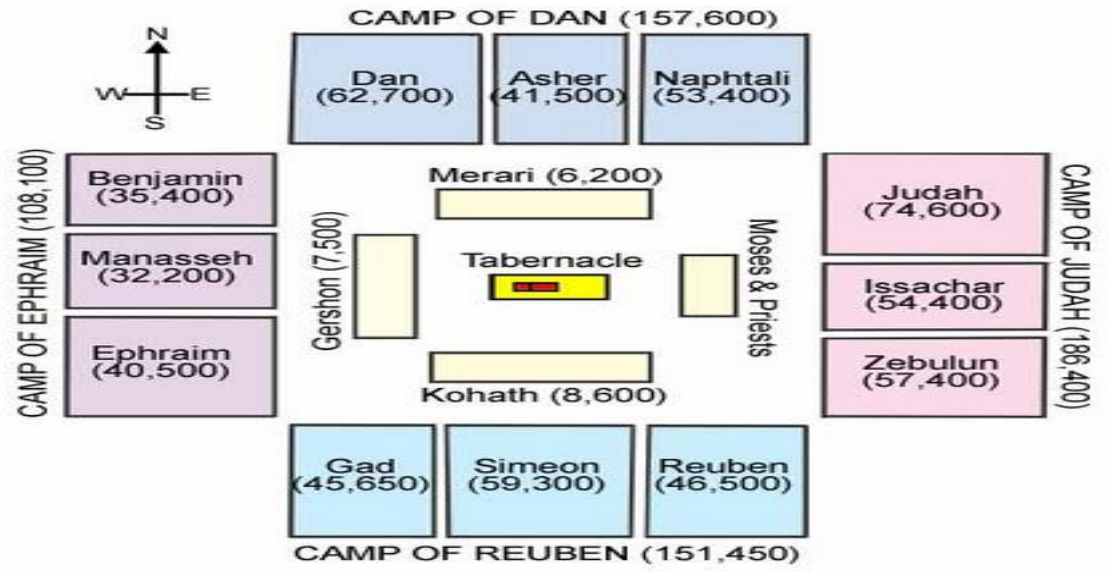 CAMP OF DAN (157,600)
N
W
E
S
Dan
(62,700)
Asher
(41,500)
Naphtali
(53,400)
CAMP OF EPHRAIM (108,100)
Benjamin
(35,400)
Manasseh
(32,200)
Ephraim
(40,500)
Merari (6,200)
Gershon (7,500)
Tabernacle
Moses & Priests
Kohath (8,600)
Judah
(74,600)
Issachar
(54,400)
Zebulun
(57,400)
CAMP OF JUDAH (186,400)
Gad
(45,650)
Simeon
(59,300)
Reuben
(46,500)
CAMP OF REUBEN (151,450)